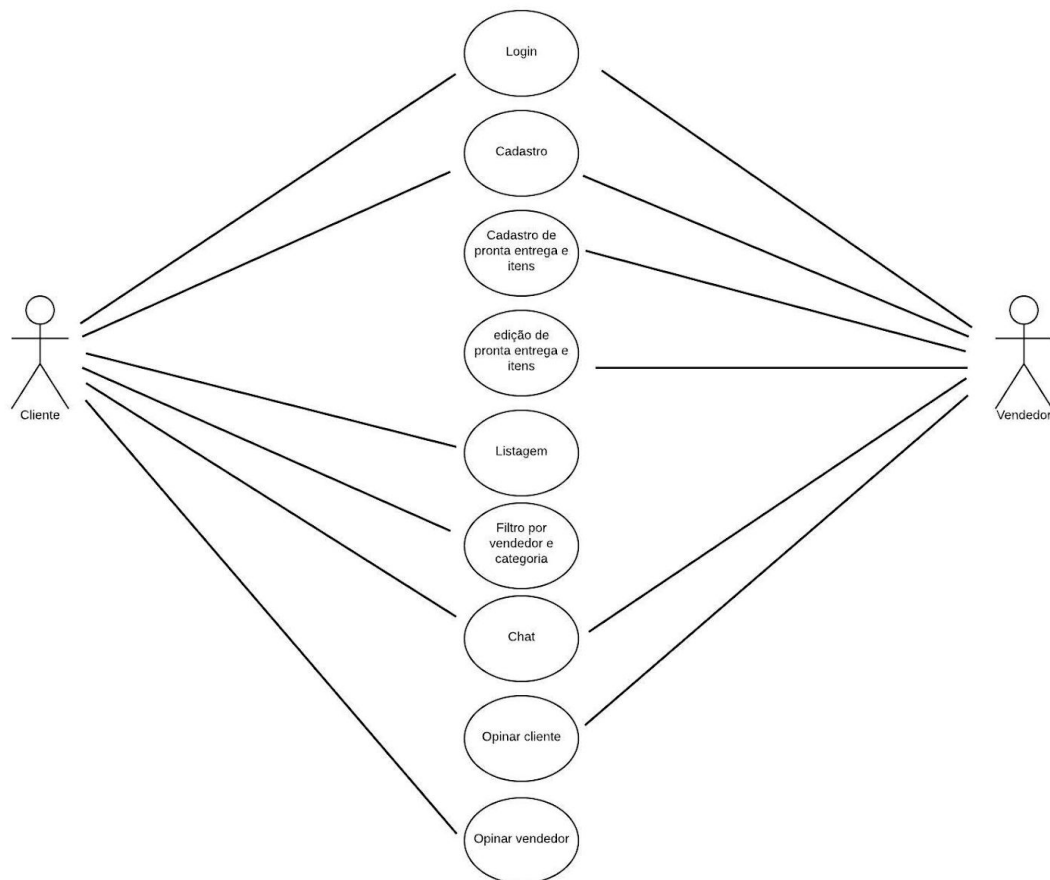 Login
Cadastro
Cadastro de
pronta entrega e
itens
edição de
pronta entrega e
itens
Cliente
Vendedor
Listagem
Filtro por
vendedor e
categoria
Chat
Opinar cliente
Opinar vendedor